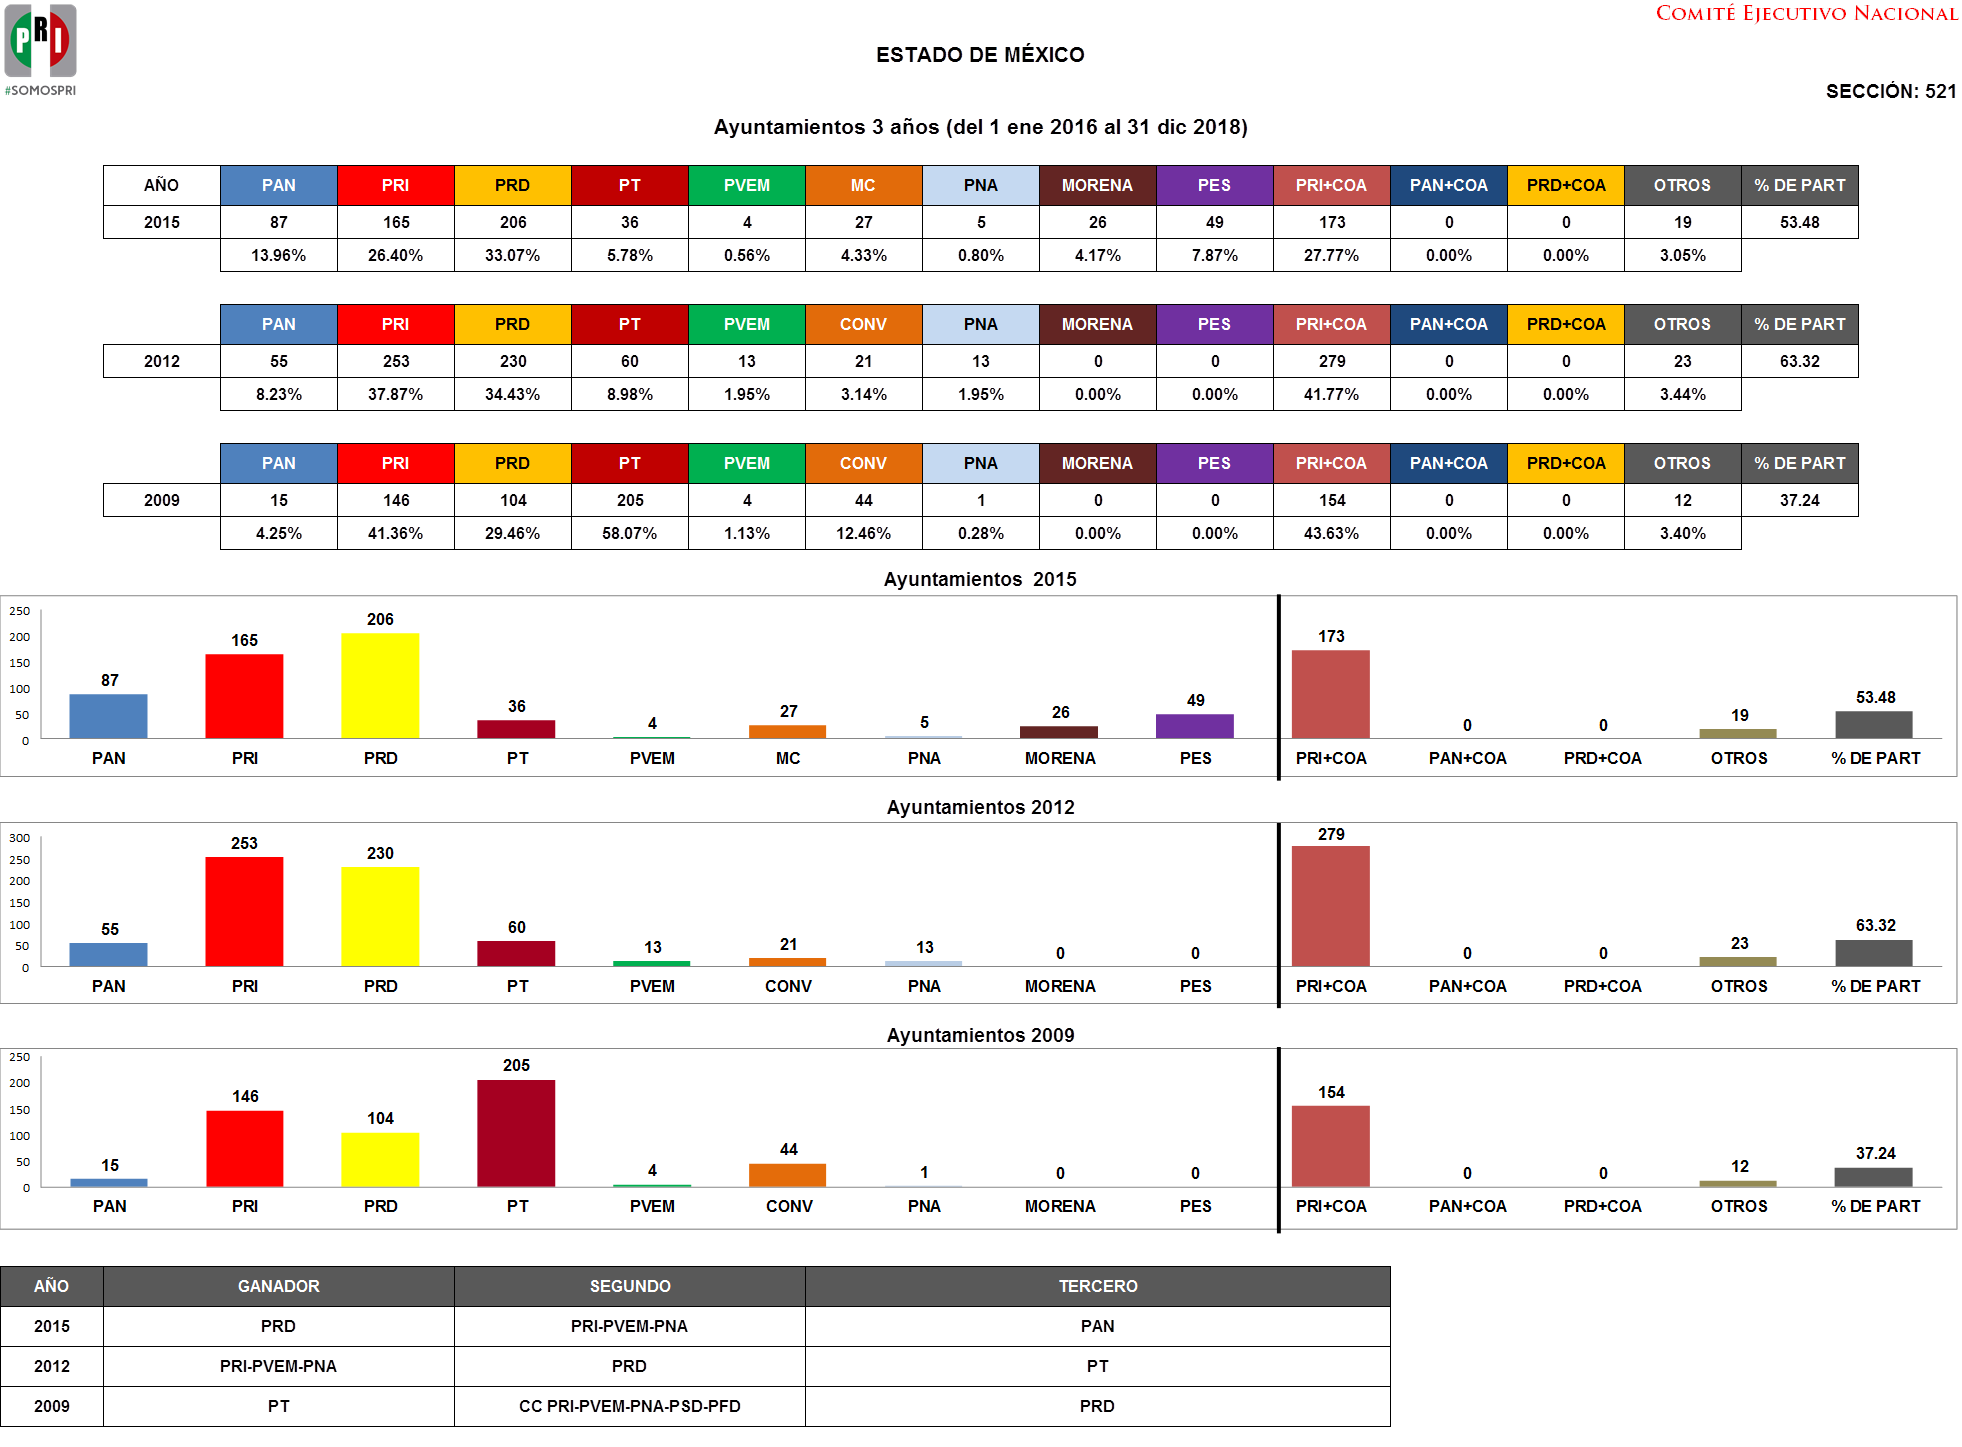 PRI
#SOMOSPRI
COMITÉ EJECUTIVO NACIONAL
ESTADO DE MÉXICO
SECCIÓN: 521
Ayuntamientos 3 años (del 1 ene 2016 al 31 dic 2018)
AÑO PAN PRI PRD PT PVEM MC PNA MORENA PES PRI+COA PAN+COA PRD+COA OTROS % DE PART
2015 87 165 206 36 4 27 5 26 49 173 0 0 19 53.48
13.96% 26.40% 33.07% 5.78% 0.56% 4.33% 0.80% 4.17% 7.87% 27.77% 0.00% 0.00% 3.05%
PAN PRI PRD PT PVEM CONV PNA MORENA PES PRI+COA PAN+COA PRD+COA OTROS % DE PART
2012 55 253 230 60 13 21 13 0 0 279 0 0 23 63.32
8.23% 37.87% 34.43% 8.98% 1.95% 3.14% 1.95% 0.00% 0.00% 41.77% 0.00% 0.00% 3.44%
PAN PRI PRD PT PVEM CONV PNA MORENA PES PRI+COA PAN+COA PRD+COA OTROS % DE PART
2009 15 146 104 205 4 44 1 0 0 154 0 0 12 37.24
4.25% 41.36% 29.46% 58.07% 1.13% 12.46% 0.28% 0.00% 0.00% 43.63% 0.00% 0.00% 3.40%
Ayuntamientos 2015
250
200
150
100
50
0
87 165 206 36 4 27 5 26 49 173 0 0 19 53.48
PAN PRI PRD PT PVEM MC PNA MORENA PES PRI+COA PAN+COA PRD+COA OTROS % DE PART
Ayuntamientos 2012
300
250
200
150
100
50
0
55 253 230 60 13 21 13 0 0 279 0 0 23 63.32
PAN PRI PRD PT PVEM CONV PNA MORENA PES PRI+COA PAN+COA PRD+COA OTROS % DE PART
Ayuntamientos 2009
250
200
150
100
50
0
15 146 104 205 4 44 1 0 0 154 0 0 12 37.24
PAN PRI PRD PT PVEM CONV PNA MORENA PES PRI+COA PAN+COA PRD+COA OTROS % DE PART
AÑO GANADOR SEGUNDO TERCERO
2015 PRD PRI-PVEM-PNA PAN
2012 PRI-PVEM-PNA PRD PT
2009 PT CC PRI-PVEM-PNA-PSD-PFD PRD